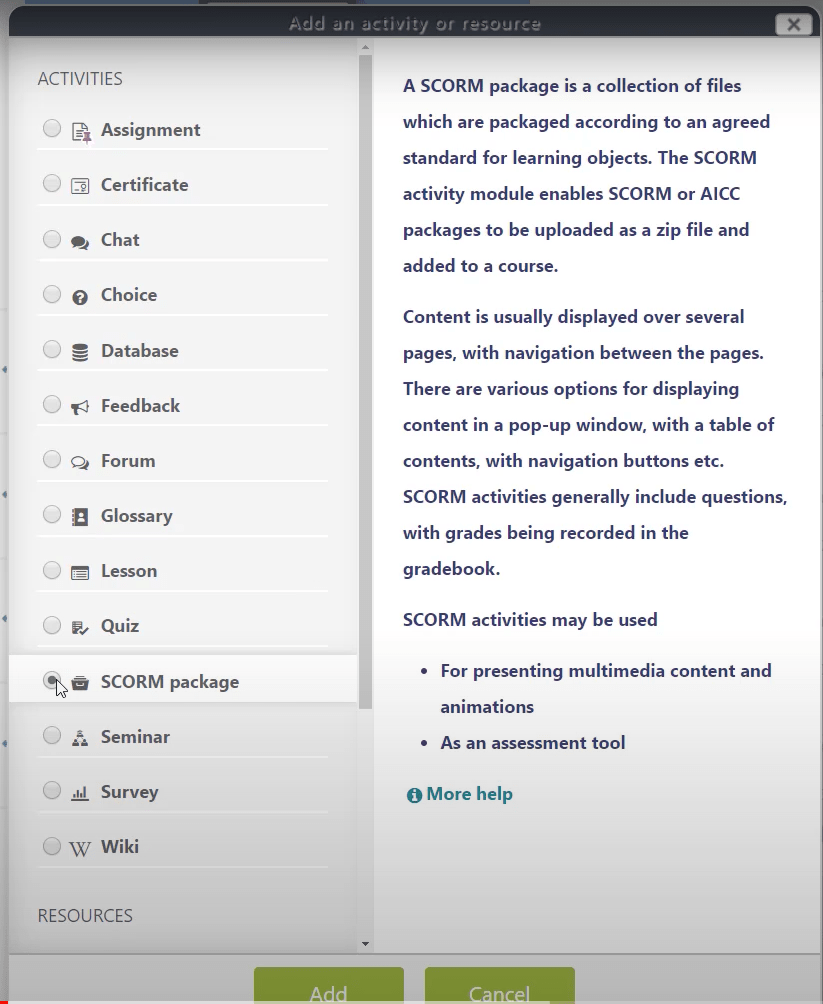 Add an activity or resource
ACTIVITIES
Assignment
Certificate
Chat
Choice
Database
Feedback
Forum
Glossary
Lesson
Quiz
SCORM package
Seminar
Survey
Wiki
RESOURCES
A SCORM package is a collection of files
which are packaged according to an agreed
standard for learning objects. The SCORM
activity module enables SCORM or AICC
packages to be uploaded as a zip file and
added to a course.
Content is usually displayed over several
pages, with navigation between the pages.
There are various options for displaying
content in a pop-up window, with a table of
contents, with navigation buttons etc.
SCORM activities generally include questions,
with grades being recorded in the
gradebook.
SCORM activities may be used
• For presenting multimedia content and
animations
• As an assessment tool
More help
Add
Cancel